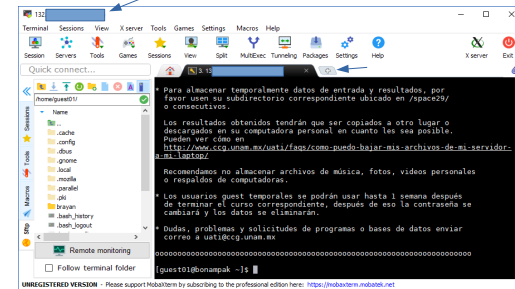 132
Terminal Sessions View X server Tools Games Settings Macros Help
Session Servers Tools Games Sessions View Split MultiExec Tunneling Packages Settings Help X server Exit
Quick connect...
3. 13
/home/guest01/
Name
..
.cache
.config
.dbus
.gnome
.local
.mozilla
.parallel
.pki
brayan
.bash_history
.bash_logout
Sessions
Tools
Macros
Sftp
Remote monitoring
Follow terminal folder
* Para almacenar temporalmente datos de entrada y resultados, por
favor usen su subdirectorio correspondiente ubicado en /space29/
o consecutivos.
Los resultados obtenidos tendrán que ser copiados a otro lugar o
descargados en su computadora personal en cuanto les sea posible.
Pueden ver cómo en
http://www.ccg.unam.mx/uati/faqs/como-puedo-bajar-mis-archivos-de-mi-servidor-
a-mi-laptop/
Recomendamos no almacenar archivos de música, fotos, videos personales
o respaldos de computadoras.
* Los usuarios guest temporales se podrán usar hasta 1 semana después
de terminar el curso correspondiente, después de eso la contraseña se
cambiará y los datos se eliminarán.
* Dudas, problemas y solicitudes de programas o bases de datos enviar
correo a uati@ccg.unam.mx
[guest01@bonampak ~]$
UNREGISTERED VERSION - Please support MobaXterm by subscribing to the professional edition here: https://mobaxterm.mobatek.net